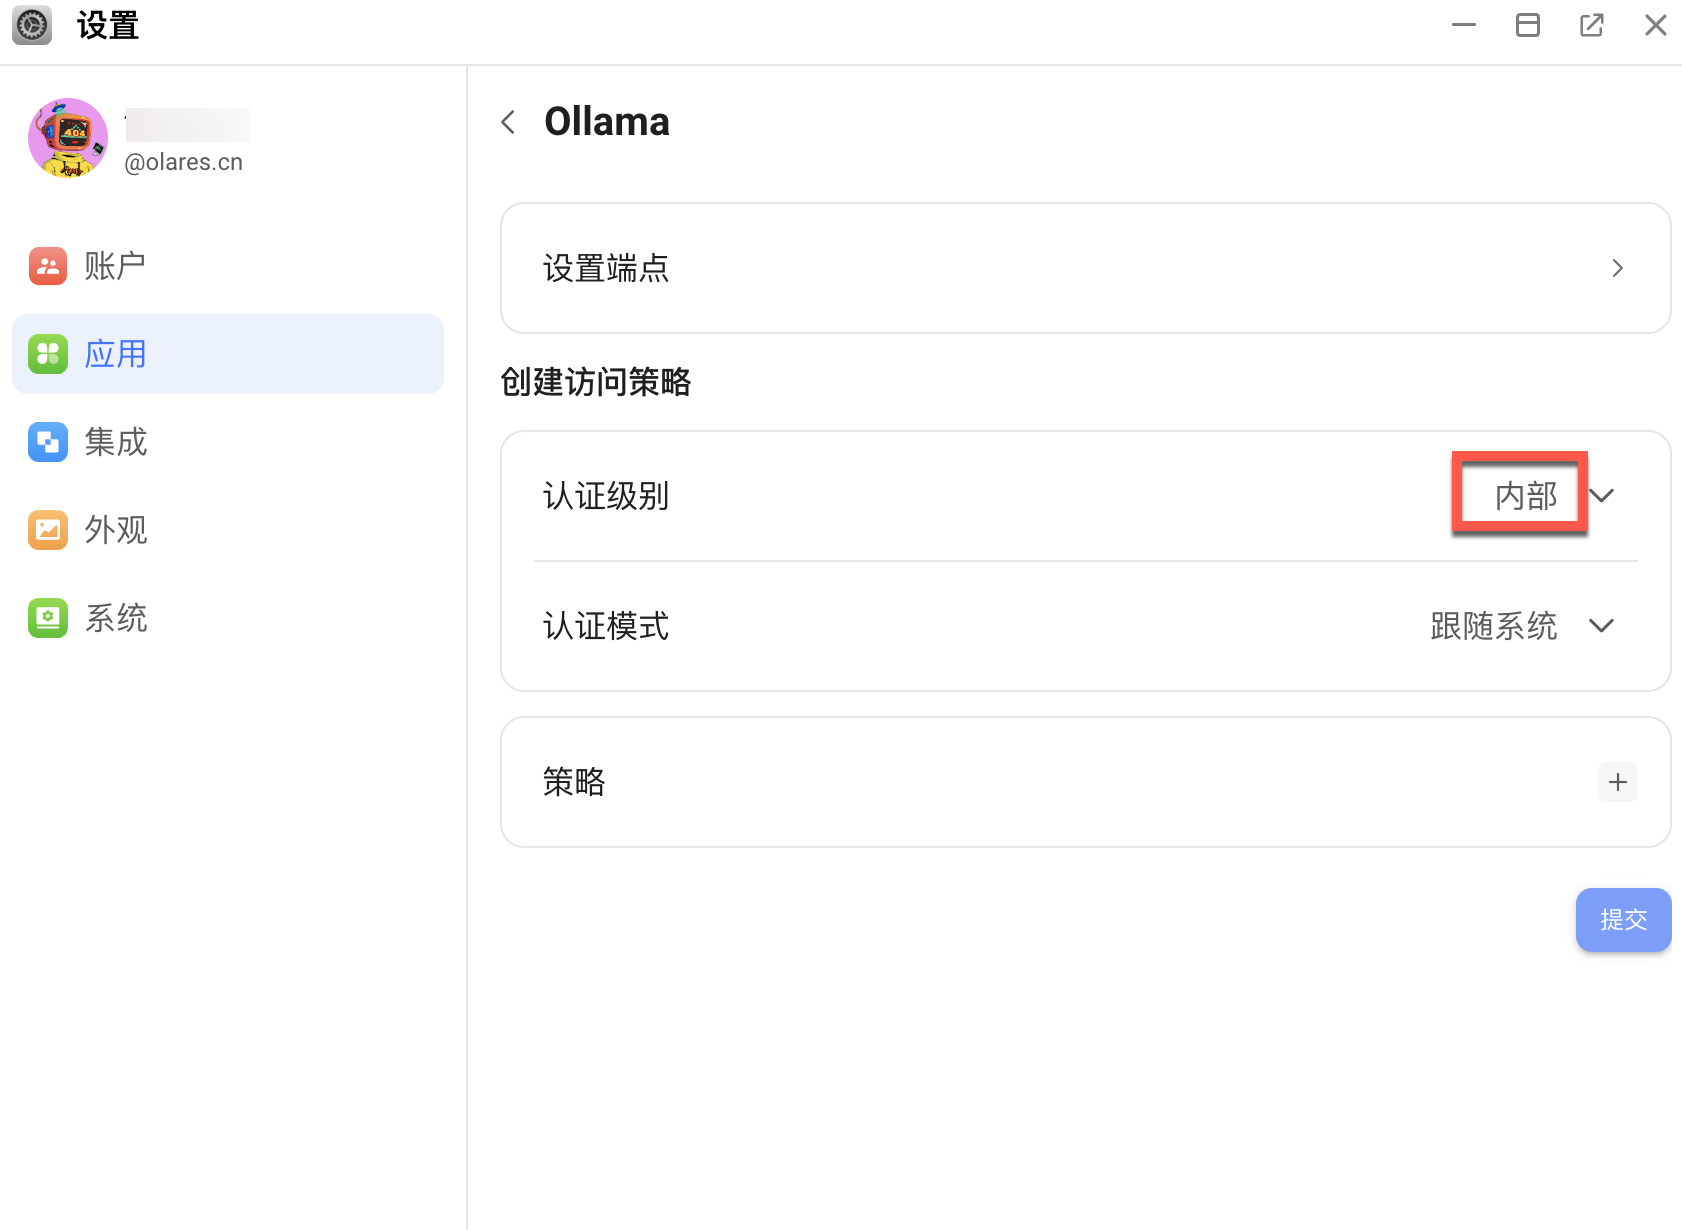 设置
@olares.cn
账户
应用
集成
外观
系统
Ollama
设置端点
创建访问策略
认证级别
内部
认证模式
跟随系统
策略
提交